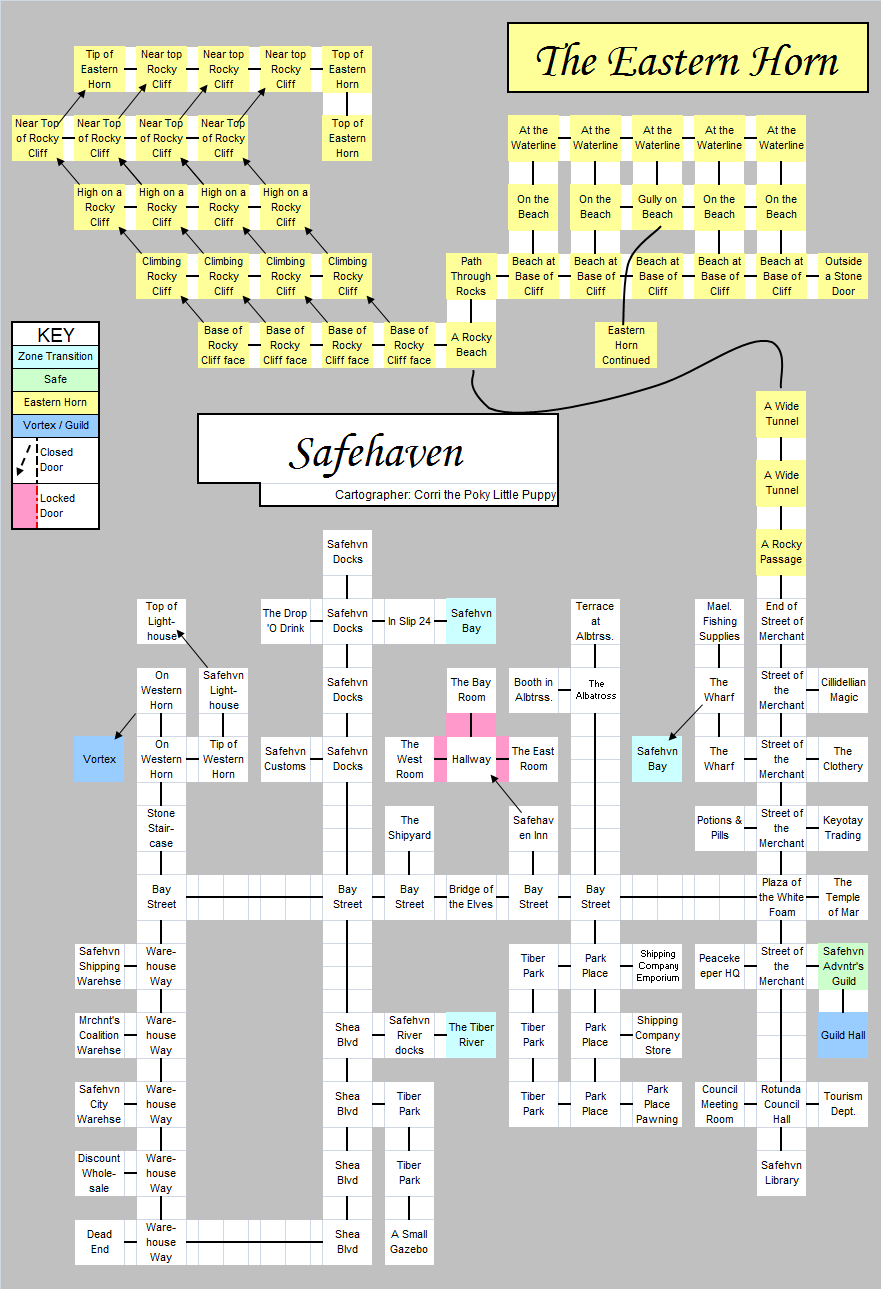 The Eastern Horn
Tip of
Eastern
Horn
Near top
Rocky
Cliff
Near top
Rocky
Cliff
Near top
Rocky
Cliff
Top of
Eastern
Horn
Near Top
of Rocky
Cliff
Near Top
of Rocky
Cliff
Near Top
of Rocky
Cliff
Near Top
of Rocky
Cliff
Top of
Eastern
Horn
At the
Waterline
At the
Waterline
At the
Waterline
At the
Waterline
At the
Waterline
High on a
Rocky
Cliff
High on a
Rocky
Cliff
High on a
Rocky
Cliff
High on a
Rocky
Cliff
On the
Beach
On the
Beach
Gully on
Beach
On the
Beach
On the
Beach
Climbing
Rocky
Cliff
Climbing
Rocky
Cliff
Climbing
Rocky
Cliff
Climbing
Rocky
Cliff
Path
Through
Rocks
Beach at
Base of
Cliff
Beach at
Base of
Cliff
Beach at
Base of
Cliff
Beach at
Base of
Cliff
Beach at
Base of
Cliff
Outside
a Stone
Door
Base of
Rocky
Cliff face
Base of
Rocky
Cliff face
Base of
Rocky
Cliff face
Base of
Rocky
Cliff face
A Rocky
Beach
Eastern
Horn
Continued
KEY
Zone Transition
Safe
Eastern Horn
Vortex / Guild
Closed
Door
Locked
Door
Safehaven
Cartographer: Corri the Poky Little Puppy
A Wide
Tunnel
A Wide
Tunnel
A Rocky
Passage
Safehvn
Docks
Top of
Light-
house
The Drop
'O Drink
Safehvn
Docks
In Slip 24
Safehvn
Bay
Terrace
at
Albtrss.
Mael.
Fishing
Supplies
End of
Street of
Merchant
On
Western
Horn
Safehvn
Light-
house
Safehvn
Docks
The Bay
Room
Booth in
Albtrss.
The
Albatross
The
Wharf
Street of
the
Merchant
Cillidellian
Magic
Vortex
On
Western
Horn
Tip of
Western
Horn
Safehvn
Customs
Safehvn
Docks
The
West
Room
Hallway
The East
Room
Safehvn
Bay
The
Wharf
Street of
the
Merchant
The
Clothery
Stone
Stair-
case
The
Shipyard
Safehav
en Inn
Potions &
Pills
Street of
the
Merchant
Keyotay
Trading
Bay
Street
Bay
Street
Bay
Street
Bridge of
the Elves
Bay
Street
Bay
Street
Plaza of
the White
Foam
The
Temple
of Mar
Safehvn
Shipping
Warehse
Ware-
house
Way
Tiber
Park
Park
Place
Shipping
Company
Emporium
Peaceke
eper HQ
Street of
the
Merchant
Safehvn
Advntr's
Guild
Mrchnt's
Coalition
Warehse
Ware-
house
Way
Shea
Blvd
Safehvn
River
docks
The Tiber
River
Tiber
Park
Park
Place
Shipping
Company
Store
Guild Hall
Safehvn
City
Warehse
Ware-
house
Way
Shea
Blvd
Tiber
Park
Tiber
Park
Park
Place
Park
Place
Pawning
Council
Meeting
Room
Rotunda
Council
Hall
Tourism
Dept.
Discount
Whole-
sale
Ware-
house
Way
Shea
Blvd
Tiber
Park
Safehvn
Library
Dead
End
Ware-
house
Way
Shea
Blvd
A Small
Gazebo